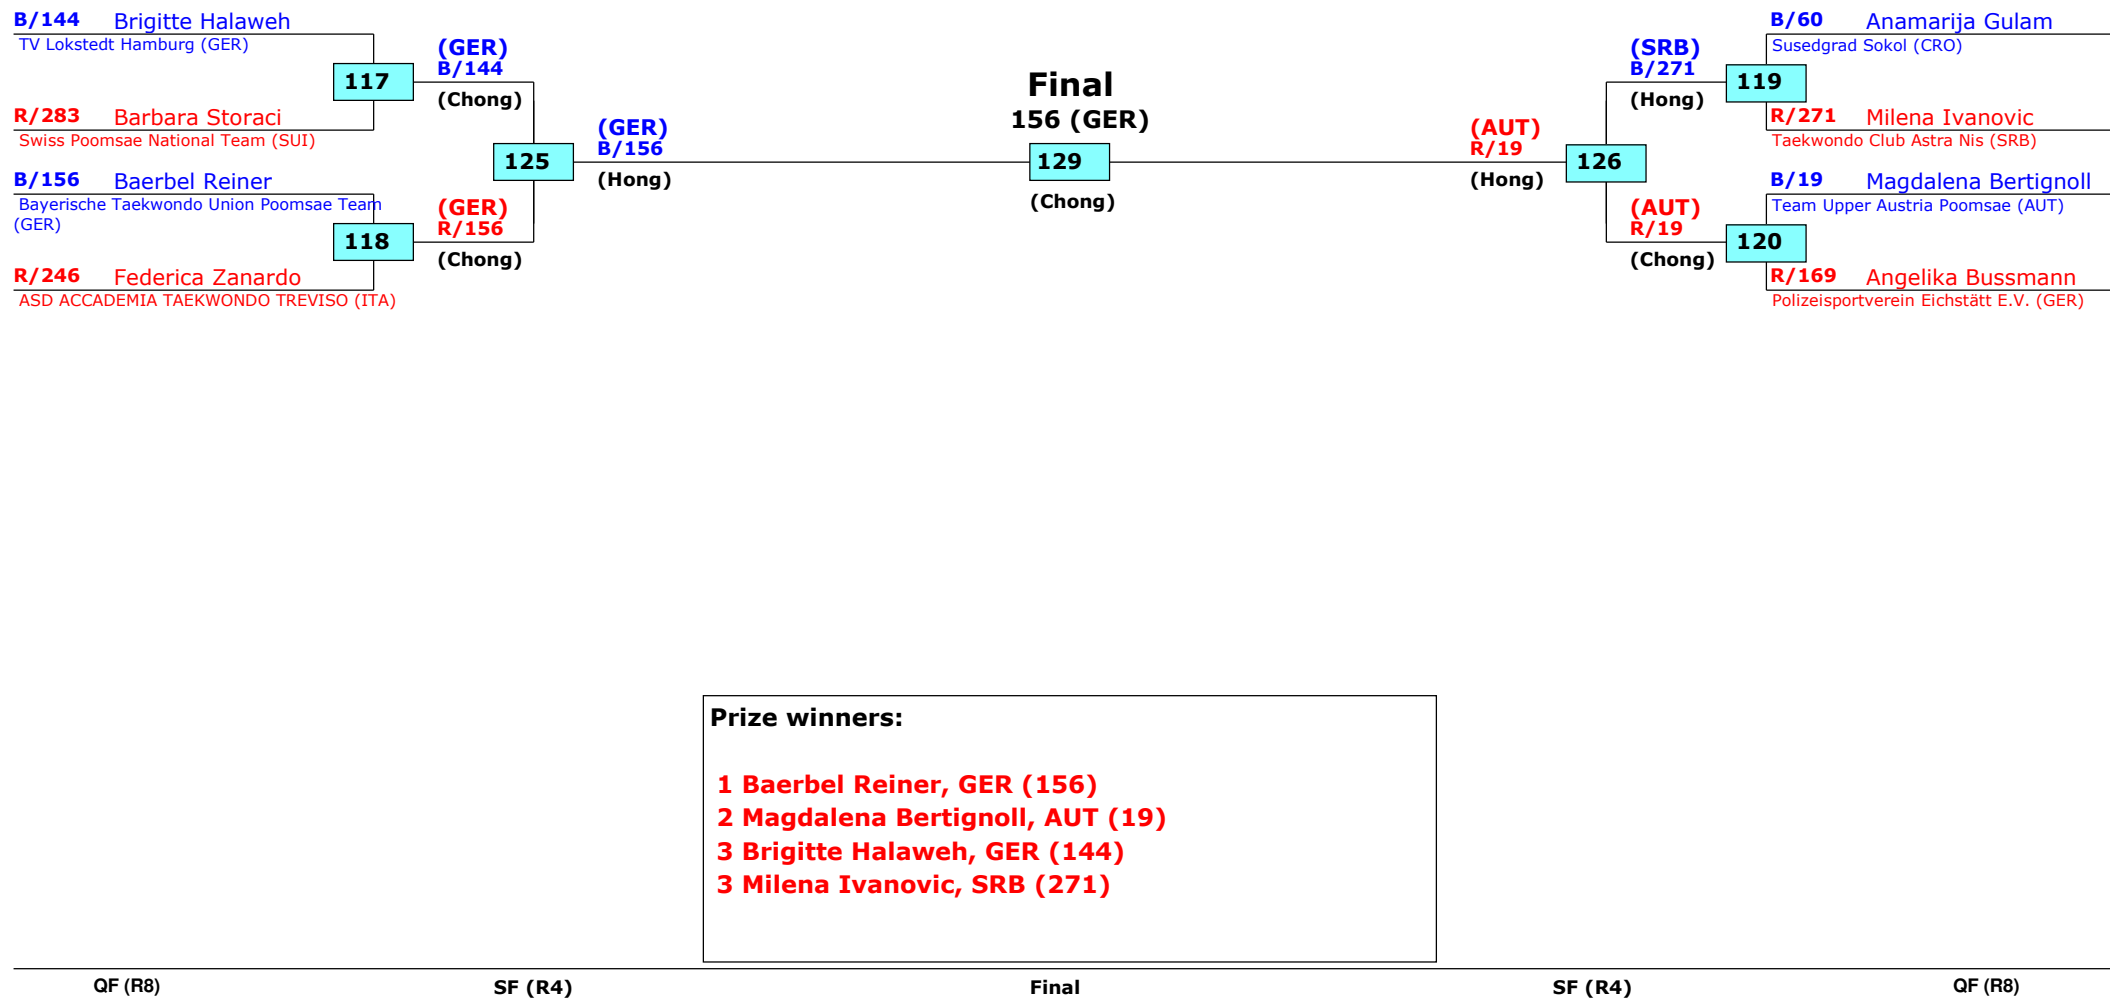 B/144 Brigitte Halaweh
TV Lokstedt Hamburg (GER)
117
R/283 Barbara Storaci
Swiss Poomsae National Team (SUI)
B/156 Baerbel Reiner
Bayerische Taekwondo Union Poomsae Team
(GER)
118
R/246 Federica Zanardo
ASD ACCADEMIA TAEKWONDO TREVISO (ITA)
(GER)
B/144
(Chong)
125
(GER)
R/156
(Chong)
(GER)
B/156
(Hong)
Final
156 (GER)
129
(Chong)
(AUT)
R/19
(Hong)
126
(SRB)
B/271
(Hong)
(AUT)
R/19
(Chong)
B/60 Anamarija Gulam
Susedgrad Sokol (CRO)
119
R/271 Milena Ivanovic
Taekwondo Club Astra Nis (SRB)
B/19 Magdalena Bertignoll
Team Upper Austria Poomsae (AUT)
120
R/169 Angelika Bussmann
Polizeisportverein Eichstätt E.V. (GER)
Prize winners:
1 Baerbel Reiner, GER (156)
2 Magdalena Bertignoll, AUT (19)
3 Brigitte Halaweh, GER (144)
3 Milena Ivanovic, SRB (271)
QF (R8) SF (R4) Final SF (R4) QF (R8)